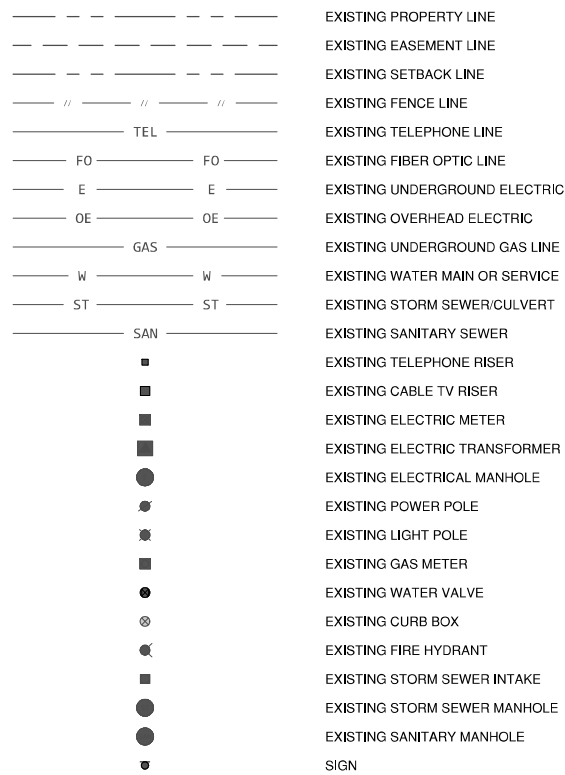 EXISTING PROPERTY LINE
EXISTING EASEMENT LINE
EXISTING SETBACK LINE
// // // EXISTING FENCE LINE
TEL EXISTING TELEPHONE LINE
FO FO EXISTING FIBER OPTIC LINE
E E EXISTING UNDERGROUND ELECTRIC
OE OE EXISTING OVERHEAD ELECTRIC
GAS EXISTING UNDERGROUND GAS LINE
W W EXISTING WATER MAIN OR SERVICE
ST ST EXISTING STORM SEWER/CULVERT
SAN EXISTING SANITARY SEWER
EXISTING TELEPHONE RISER
EXISTING CABLE TV RISER
EXISTING ELECTRIC METER
EXISTING ELECTRIC TRANSFORMER
EXISTING ELECTRICAL MANHOLE
EXISTING POWER POLE
EXISTING LIGHT POLE
EXISTING GAS METER
EXISTING WATER VALVE
EXISTING CURB BOX
EXISTING FIRE HYDRANT
EXISTING STORM SEWER INTAKE
EXISTING STORM SEWER MANHOLE
EXISTING SANITARY MANHOLE
SIGN